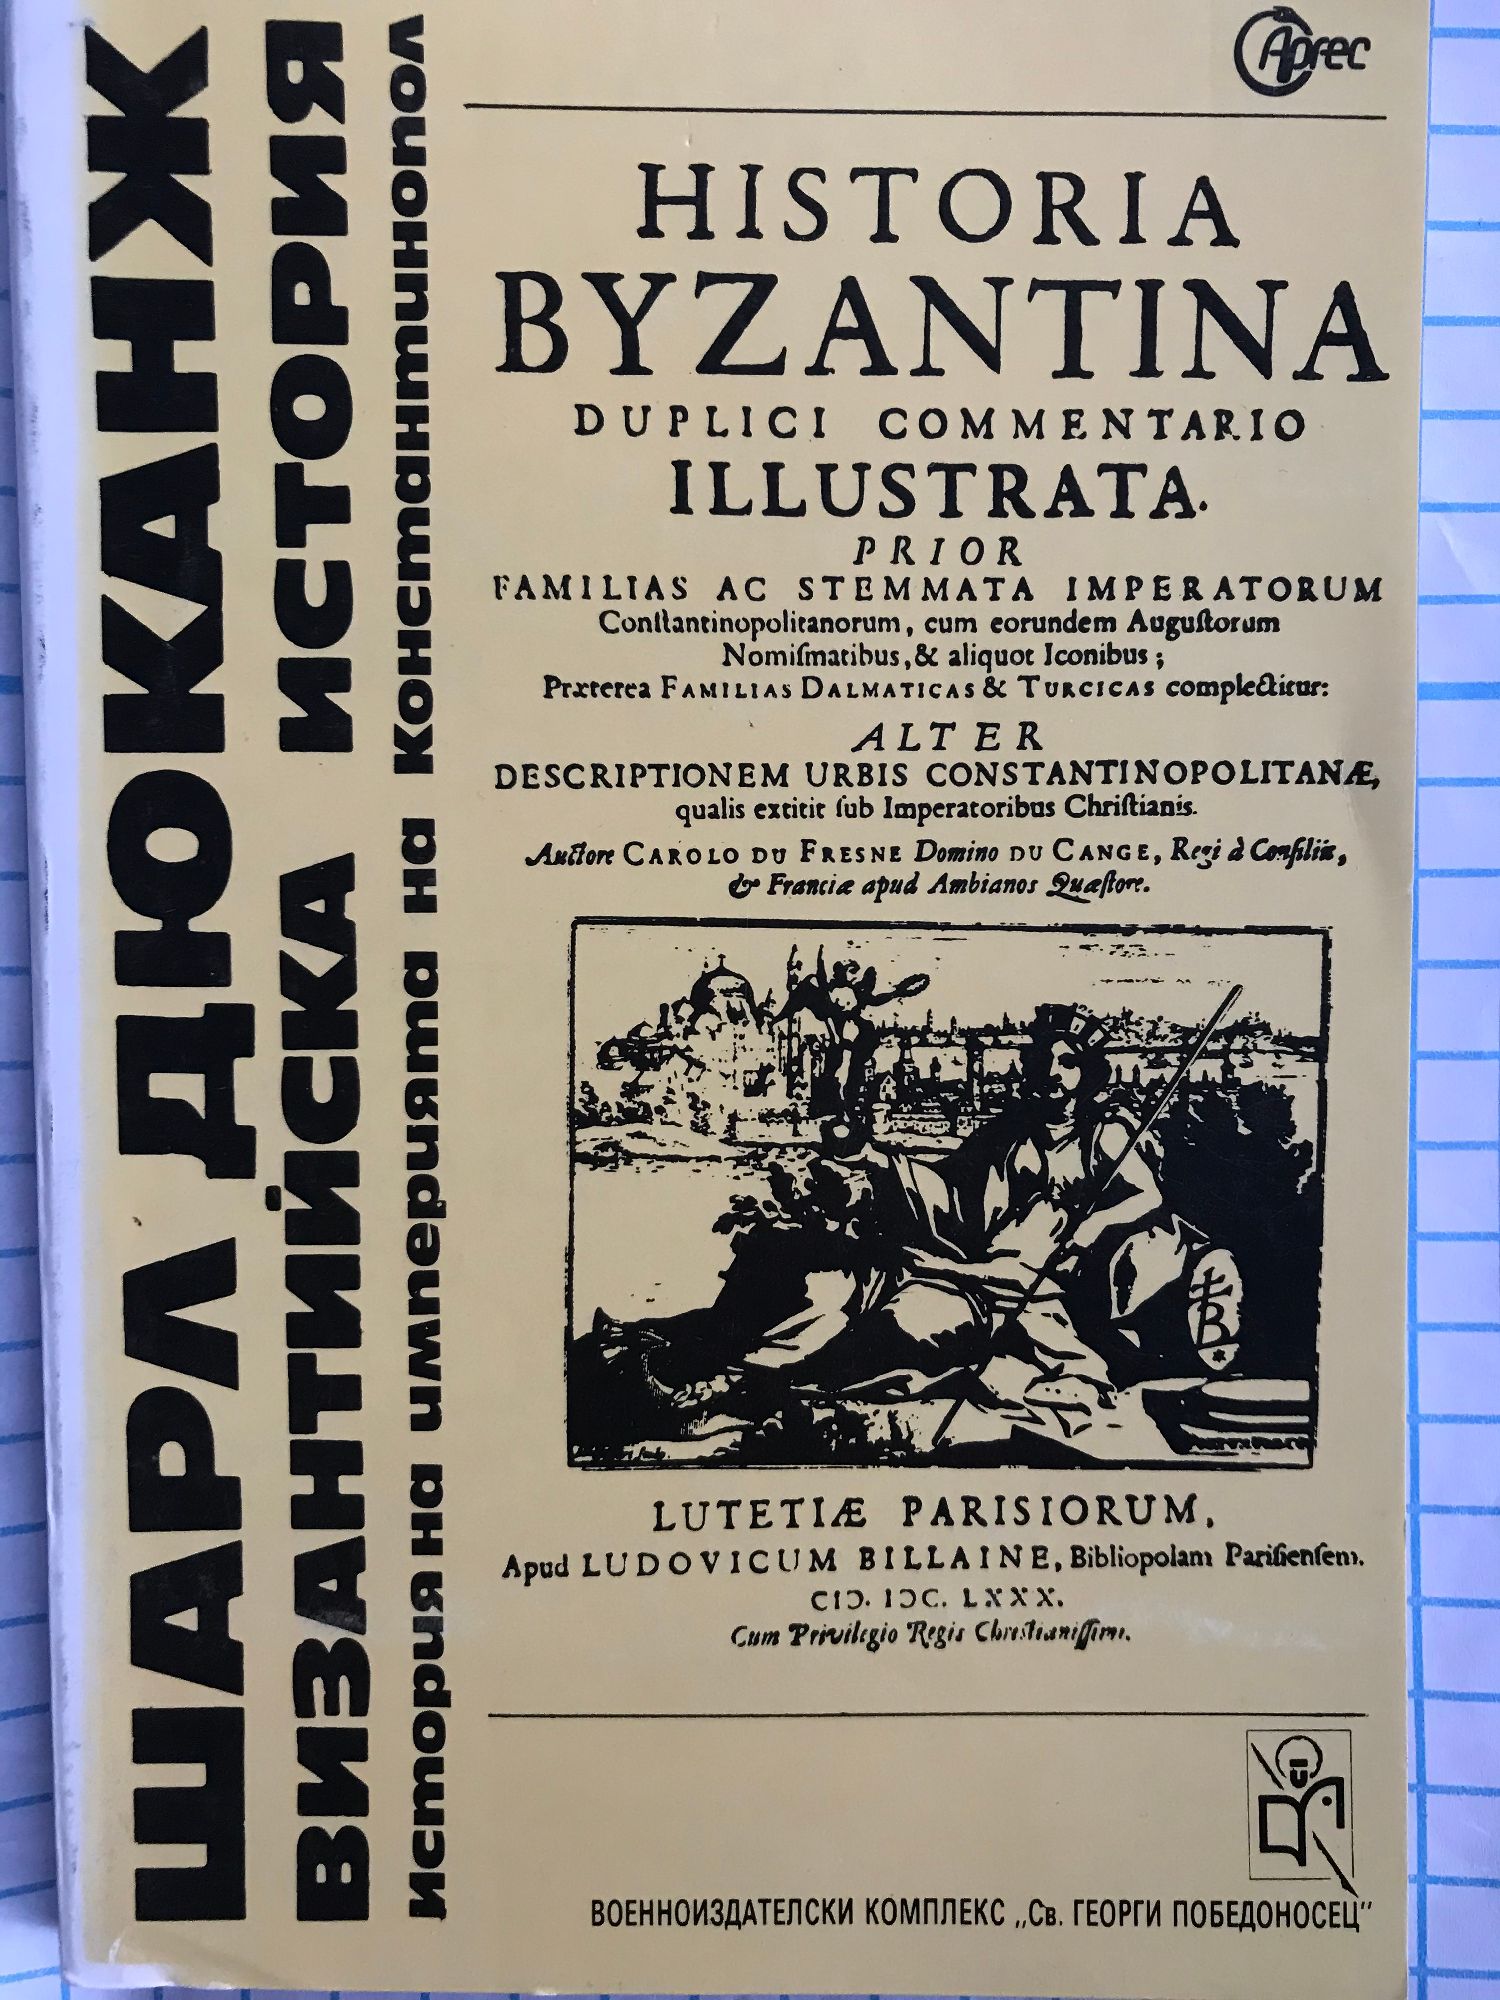 ШАРЛ ДЮКАНЖ
ВИЗАНТИЙСКА ИСТОРИЯ
История на империята на Константинопол
Аргес
HISTORIA
BYZANTINA
DUPLICI COMMENTARIO
ILLUSTRATA.
PRIOR
FAMILIAS AC STEMMATA IMPERATORUM
Conſtantinopolitanorum, cum eorundem Auguſtorum
Nomiſmatibus, & aliquot Iconibus;
Præterea FAMILIAS DALMATICAS & TURCICAS complectitur:
ALTER
DESCRIPTIONEM URBIS CONSTANTINOPOLITANÆ,
qualis extitit ſub Imperatoribus Chriſtianis.
Auctore CAROLO DU FRESNE Domino DU CANGE, Regi à Conſiliis,
& Franciæ apud Ambianos Quæſtore.
B
LUTETIÆ PARISIORUM,
Apud LUDOVICUM BILLAINE, Bibliopolam Pariſienſem.
CIↃ. IↃC. LXXX.
Cum Privilegio Regis Chriſtianiſſimi.
ВОЕННОИЗДАТЕЛСКИ КОМПЛЕКС „Св. ГЕОРГИ ПОБЕДОНОСЕЦ"